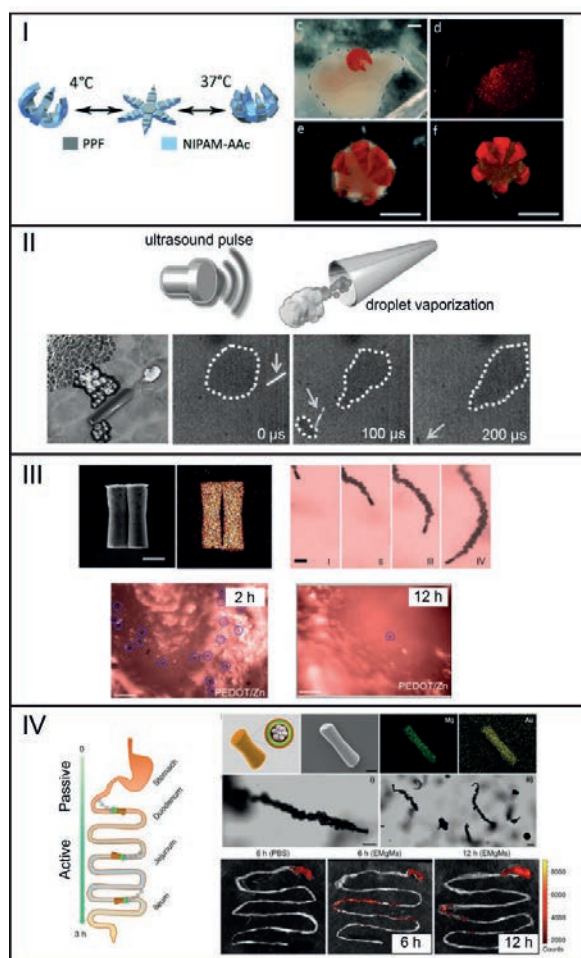 I
4°C
37°C
PPF
NIPAM-AAc
c
d
e
f
II
ultrasound pulse
droplet vaporization
0 µs
100 µs
200 µs
III
I
II
III
IV
2 h
12 h
PEDOT/Zn
PEDOT/Zn
IV
0
Passive
Active
3 h
Stomach
Duodenum
Jejunum
Ileum
Mg
Au
i)
ii)
6 h (PBS)
6 h (EMgMs)
12 h (EMgMs)
6 h
12 h
8000
6000
4000
2000
Counts